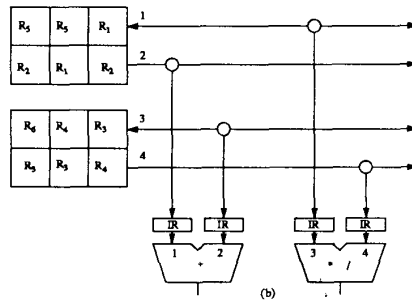 R5 R5 R1 1
R2 R1 R2 2
R6 R4 R3 3
R5 R3 R4 4
IR IR IR IR
1 2 3 4
+ * /
(b)